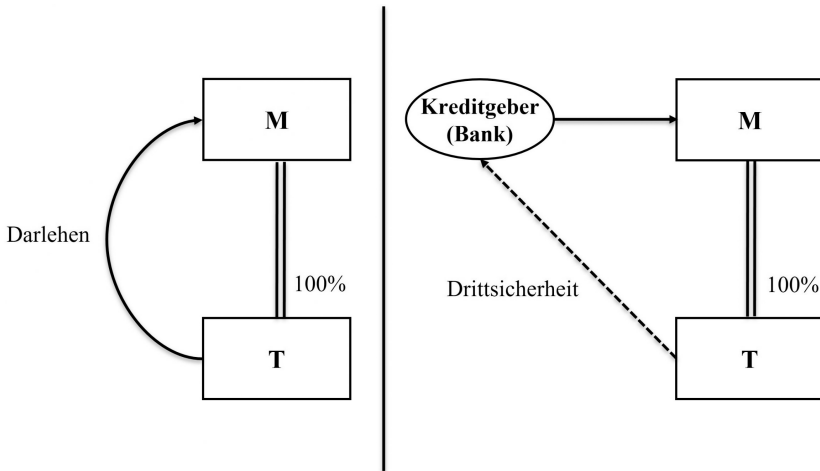 M
Darlehen
100%
T
Kreditgeber
(Bank)
M
Drittsicherheit
100%
T